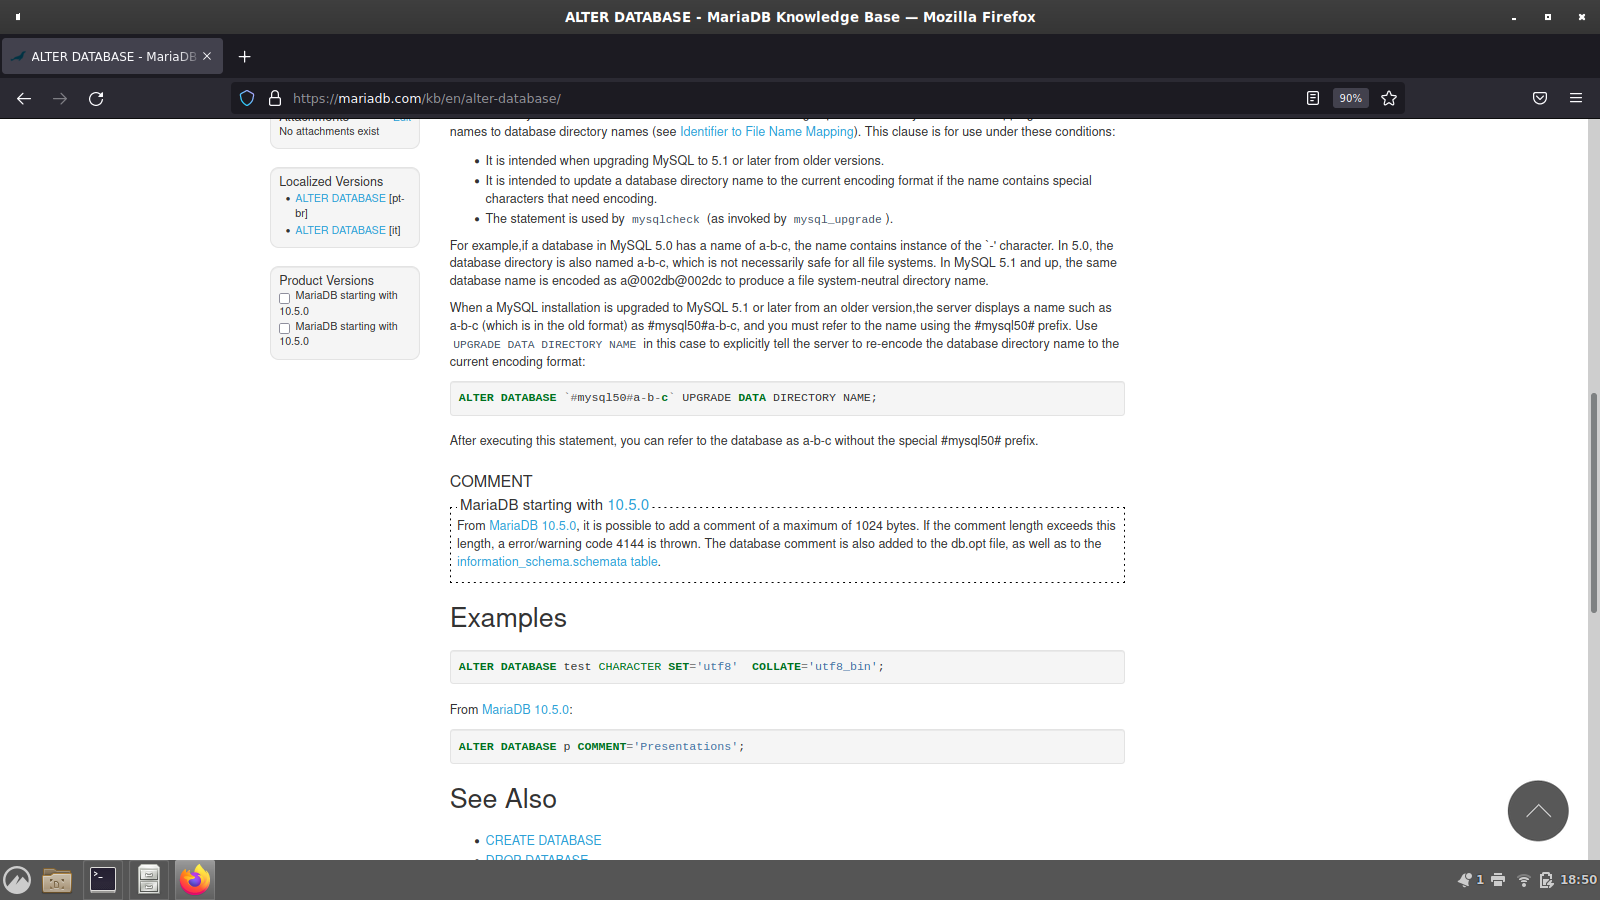 ALTER DATABASE - MariaDB Knowledge Base — Mozilla Firefox
ALTER DATABASE - MariaDB
https://mariadb.com/kb/en/alter-database/
90%
Attachments
Edit
No attachments exist
Localized Versions
ALTER DATABASE [pt-
br]
ALTER DATABASE [it]
Product Versions
MariaDB starting with
10.5.0
MariaDB starting with
10.5.0
names to database directory names (see Identifier to File Name Mapping). This clause is for use under these conditions:
It is intended when upgrading MySQL to 5.1 or later from older versions.
It is intended to update a database directory name to the current encoding format if the name contains special
characters that need encoding.
The statement is used by mysqlcheck (as invoked by mysql_upgrade ).
For example,if a database in MySQL 5.0 has a name of a-b-c, the name contains instance of the `-' character. In 5.0, the
database directory is also named a-b-c, which is not necessarily safe for all file systems. In MySQL 5.1 and up, the same
database name is encoded as a@002db@002dc to produce a file system-neutral directory name.
When a MySQL installation is upgraded to MySQL 5.1 or later from an older version,the server displays a name such as
a-b-c (which is in the old format) as #mysql50#a-b-c, and you must refer to the name using the #mysql50# prefix. Use
UPGRADE DATA DIRECTORY NAME in this case to explicitly tell the server to re-encode the database directory name to the
current encoding format:
ALTER DATABASE `#mysql50#a-b-c` UPGRADE DATA DIRECTORY NAME;
After executing this statement, you can refer to the database as a-b-c without the special #mysql50# prefix.
COMMENT
MariaDB starting with 10.5.0
From MariaDB 10.5.0, it is possible to add a comment of a maximum of 1024 bytes. If the comment length exceeds this
length, a error/warning code 4144 is thrown. The database comment is also added to the db.opt file, as well as to the
information_schema.schemata table.
Examples
ALTER DATABASE test CHARACTER SET='utf8'  COLLATE='utf8_bin';
From MariaDB 10.5.0:
ALTER DATABASE p COMMENT='Presentations';
See Also
CREATE DATABASE
DROP DATABASE
1
18:50